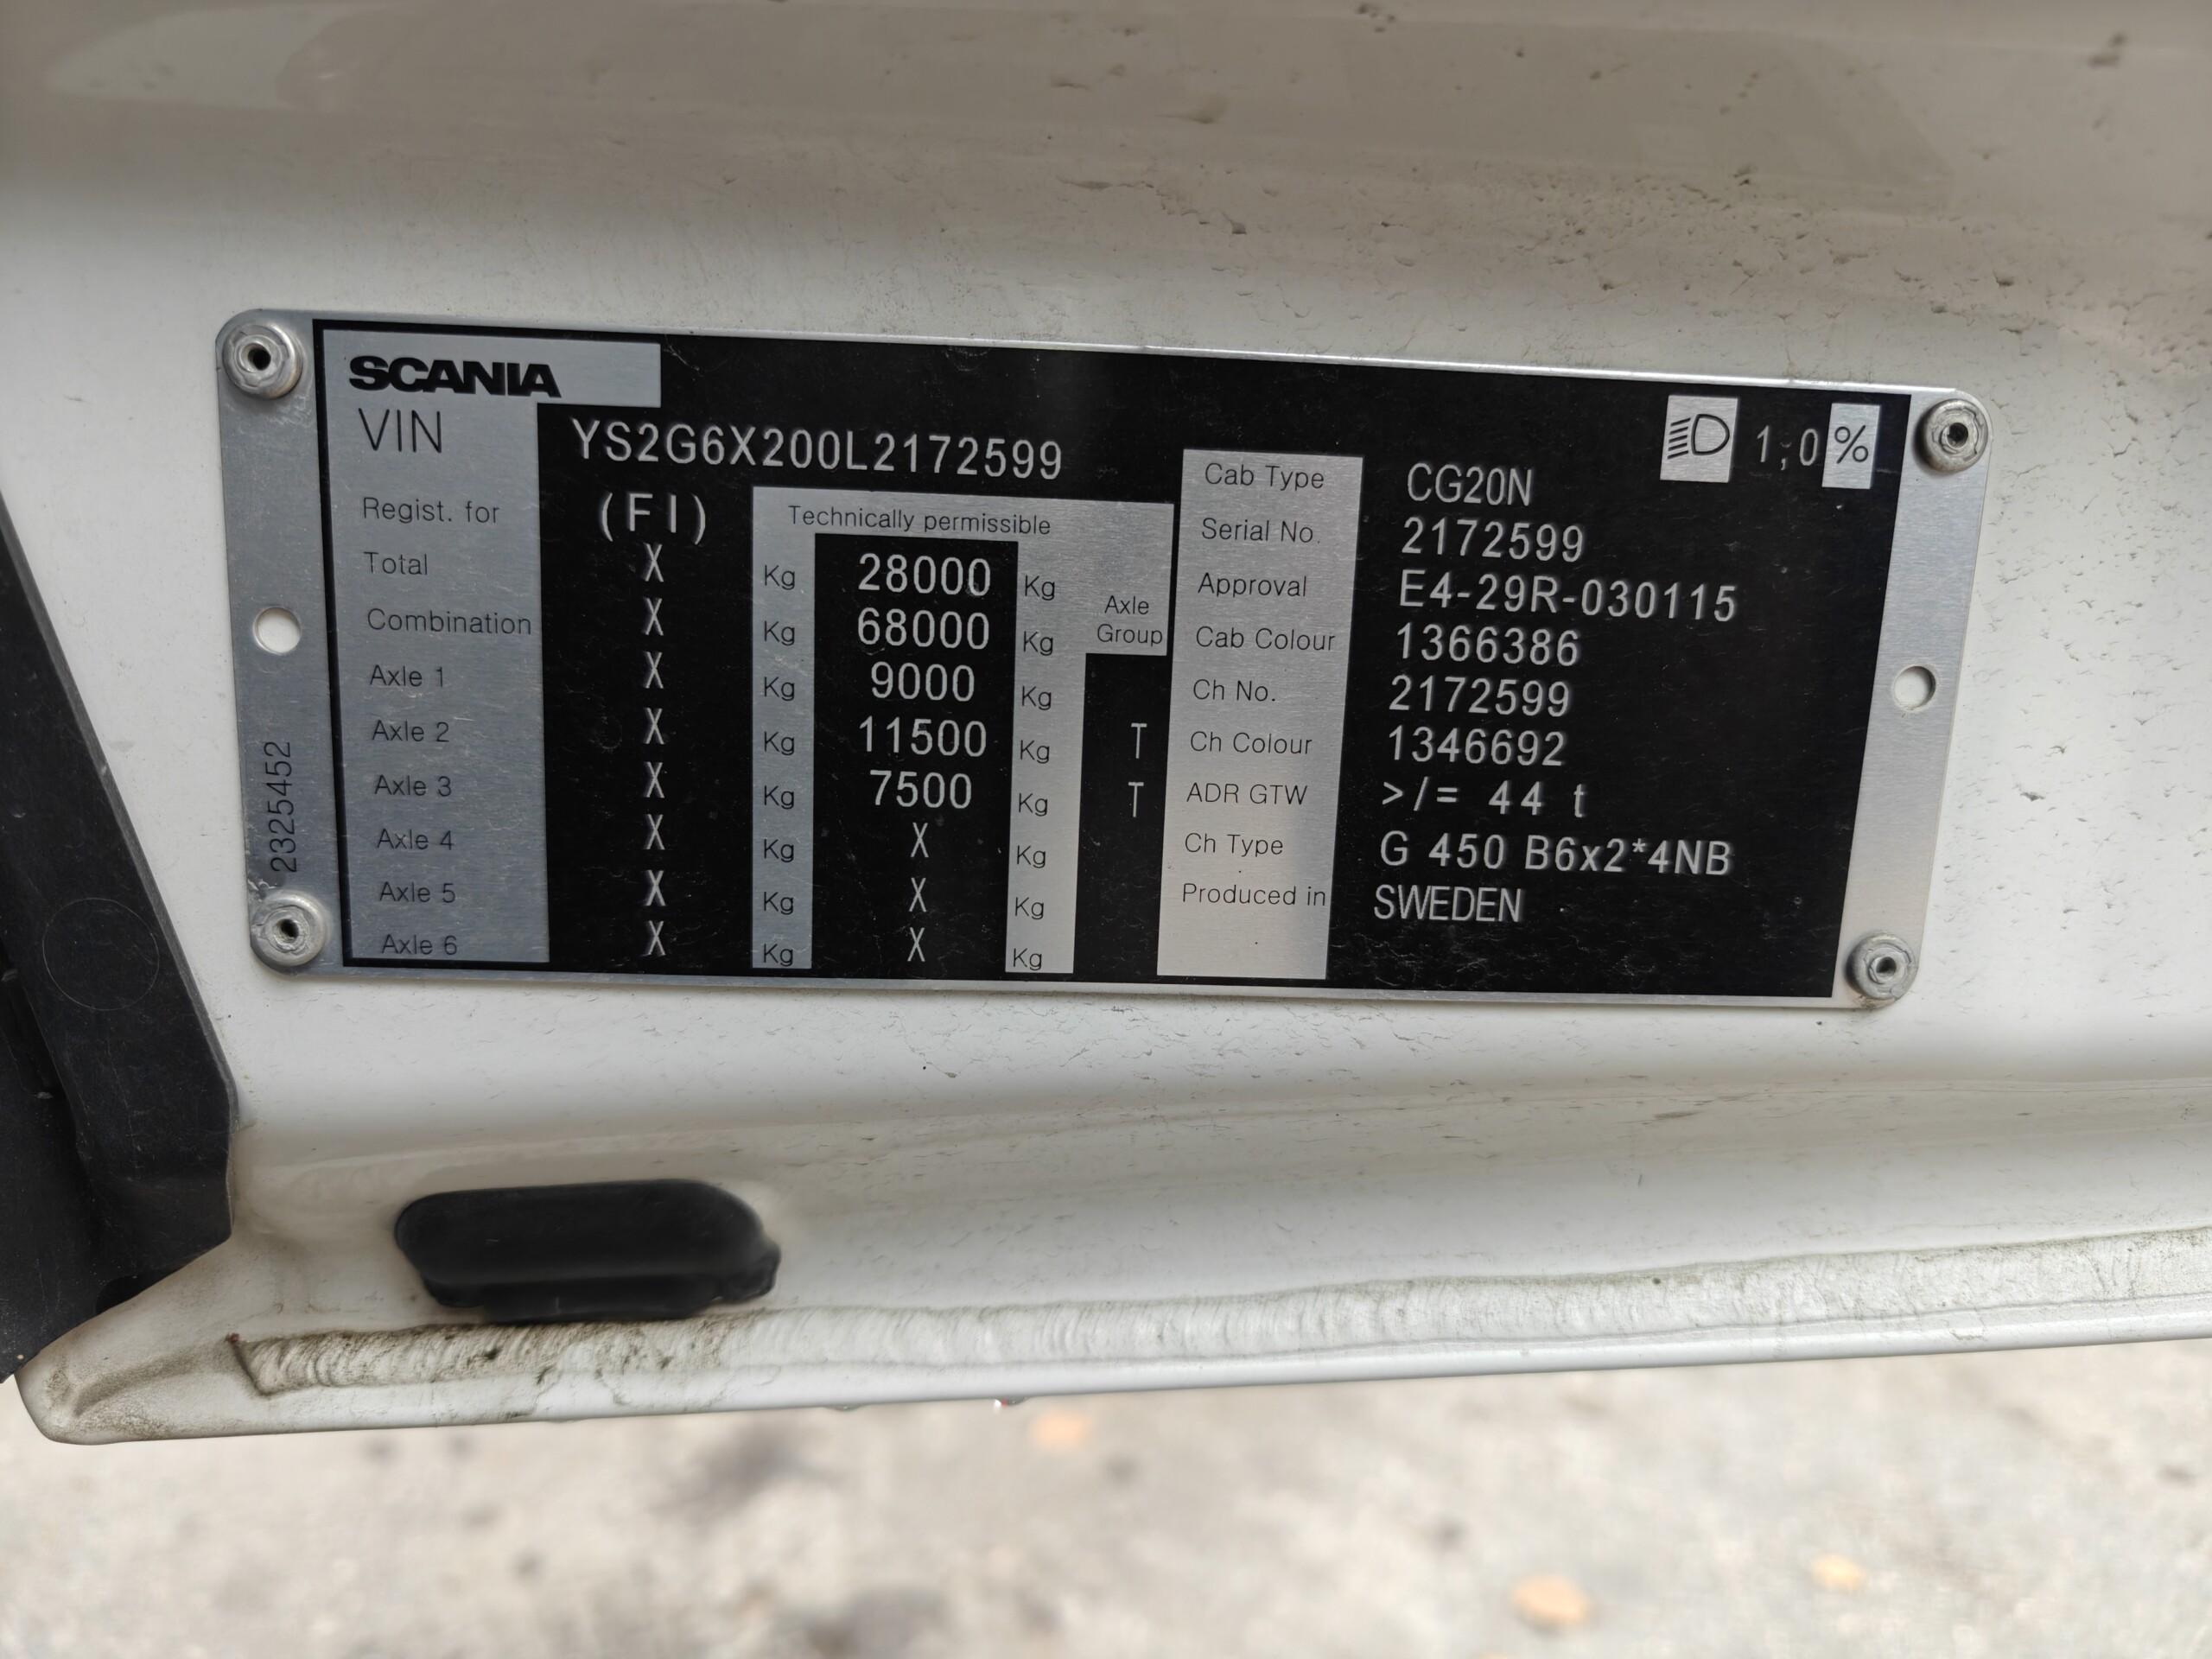 SCANIA
VIN YS2G6X200L2172599
1;0 %
Regist. for (FI) Technically permissible
Total X Kg 28000 Kg
Combination X Kg 68000 Kg
Axle Group
Axle 1 X Kg 9000 Kg
Axle 2 X Kg 11500 Kg T
Axle 3 X Kg 7500 Kg T
Axle 4 X Kg X Kg
Axle 5 X Kg X Kg
Axle 6 X Kg X Kg
Cab Type CG20N
Serial No. 2172599
Approval E4-29R-030115
Cab Colour 1366386
Ch No. 2172599
Ch Colour 1346692
ADR GTW >/= 44 t
Ch Type G 450 B6x2*4NB
Produced in SWEDEN
2325452